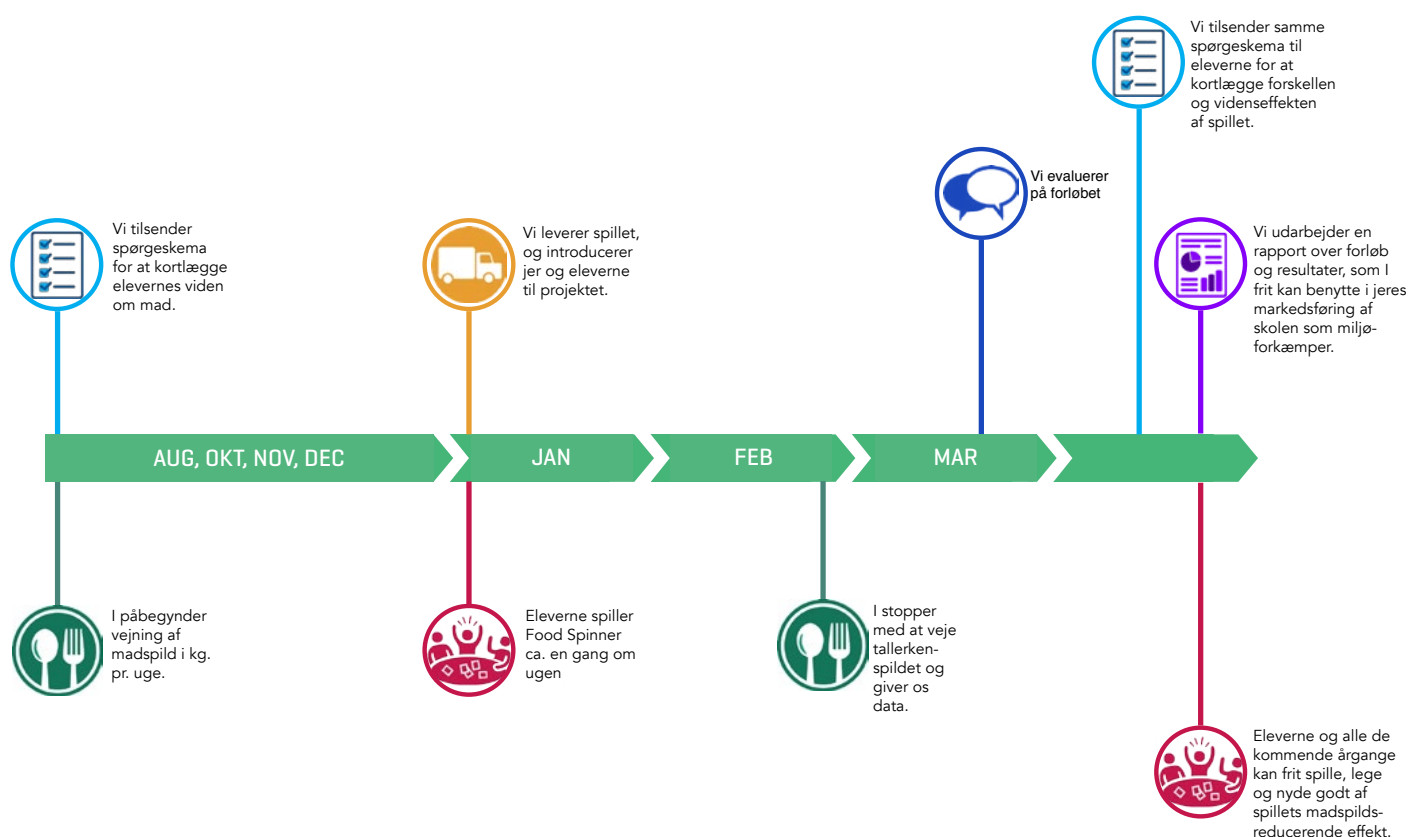 Vi tilsender samme
spørgeskema til
eleverne for at
kortlægge forskellen
og videnseffekten
af spillet.
Vi evaluerer
på forløbet
Vi tilsender
spørgeskema
for at kortlægge
elevernes viden
om mad.
Vi leverer spillet,
og introducerer
jer og eleverne
til projektet.
Vi udarbejder en
rapport over forløb
og resultater, som I
frit kan benytte i jeres
markedsføring af
skolen som miljø-
forkæmper.
AUG, OKT, NOV, DEC
JAN
FEB
MAR
I påbegynder
vejning af
madspild i kg.
pr. uge.
Eleverne spiller
Food Spinner
ca. en gang om
ugen
I stopper
med at veje
tallerken-
spildet og
giver os
data.
Eleverne og alle de
kommende årgange
kan frit spille, lege
og nyde godt af
spillets madspilds-
reducerende effekt.